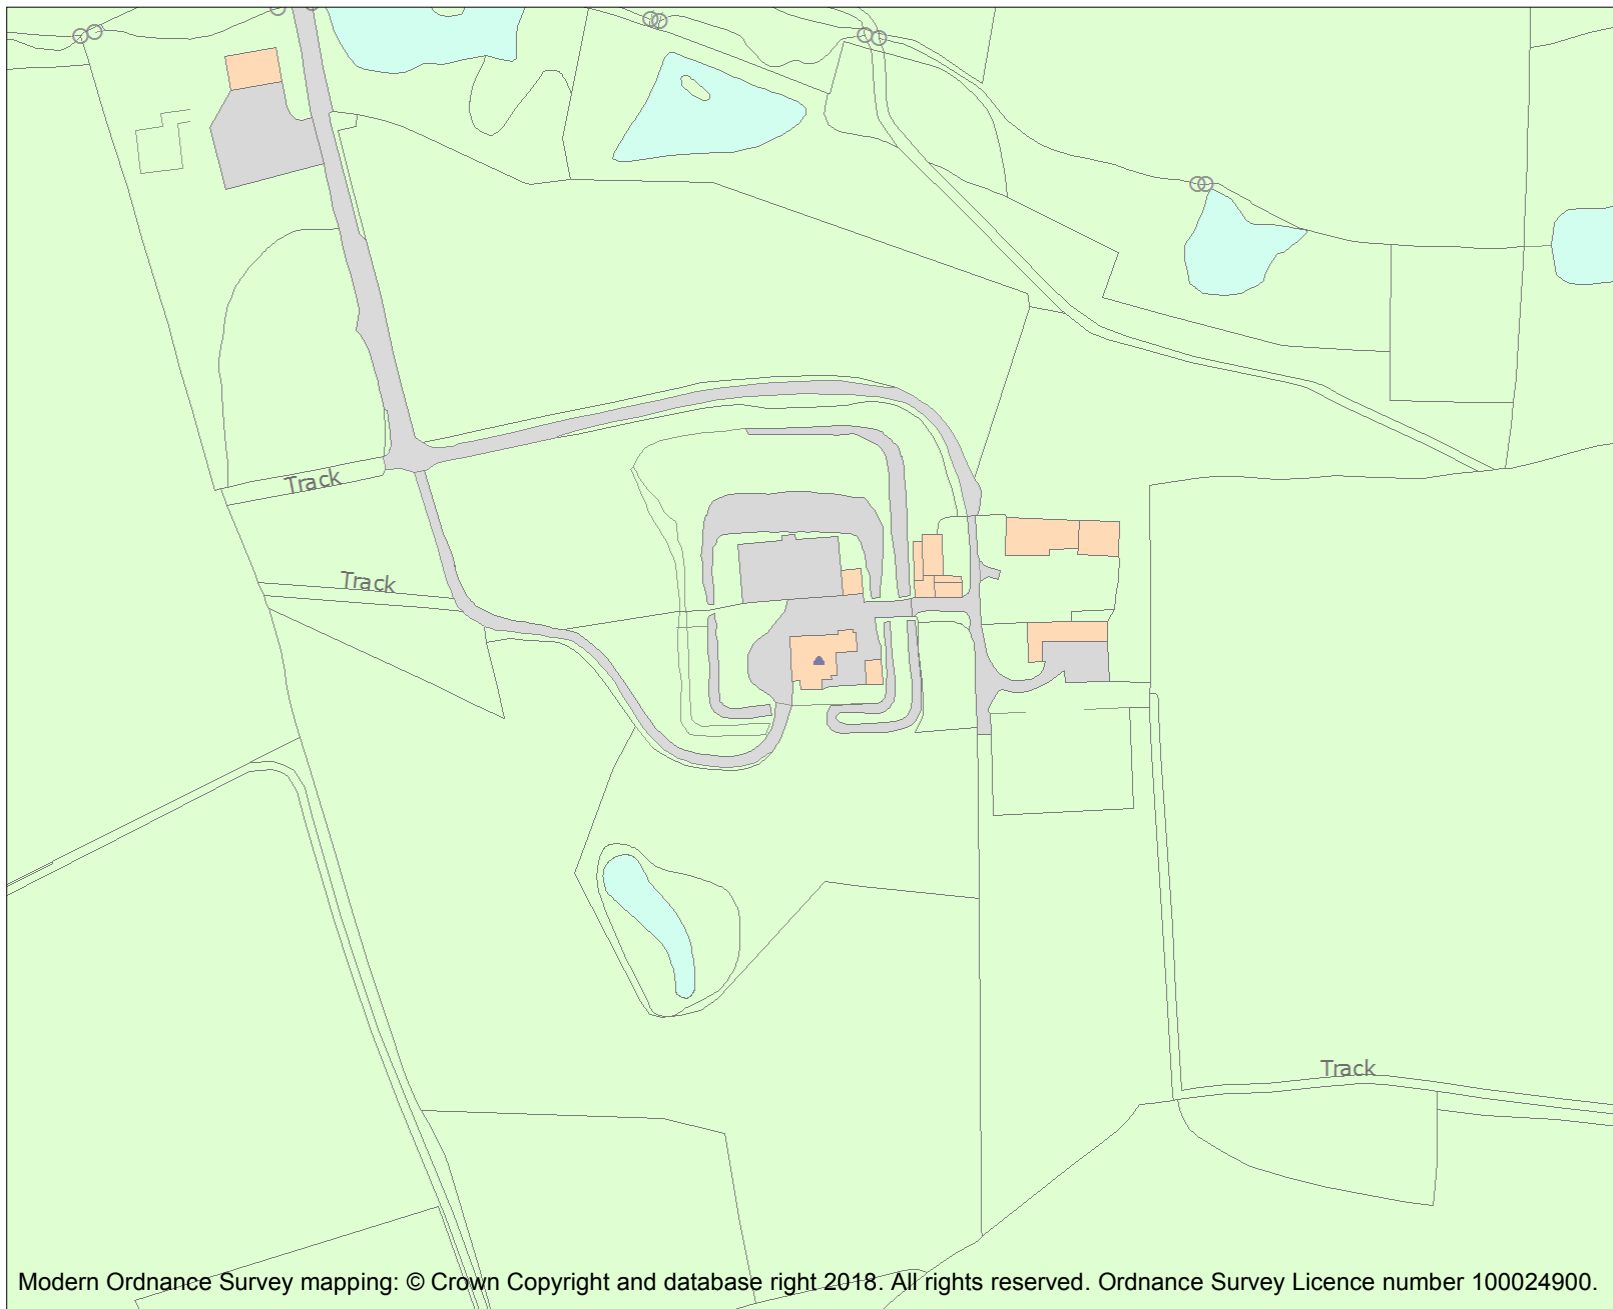 Track
Track
Track
Modern Ordnance Survey mapping: © Crown Copyright and database right 2018. All rights reserved. Ordnance Survey Licence number 100024900.